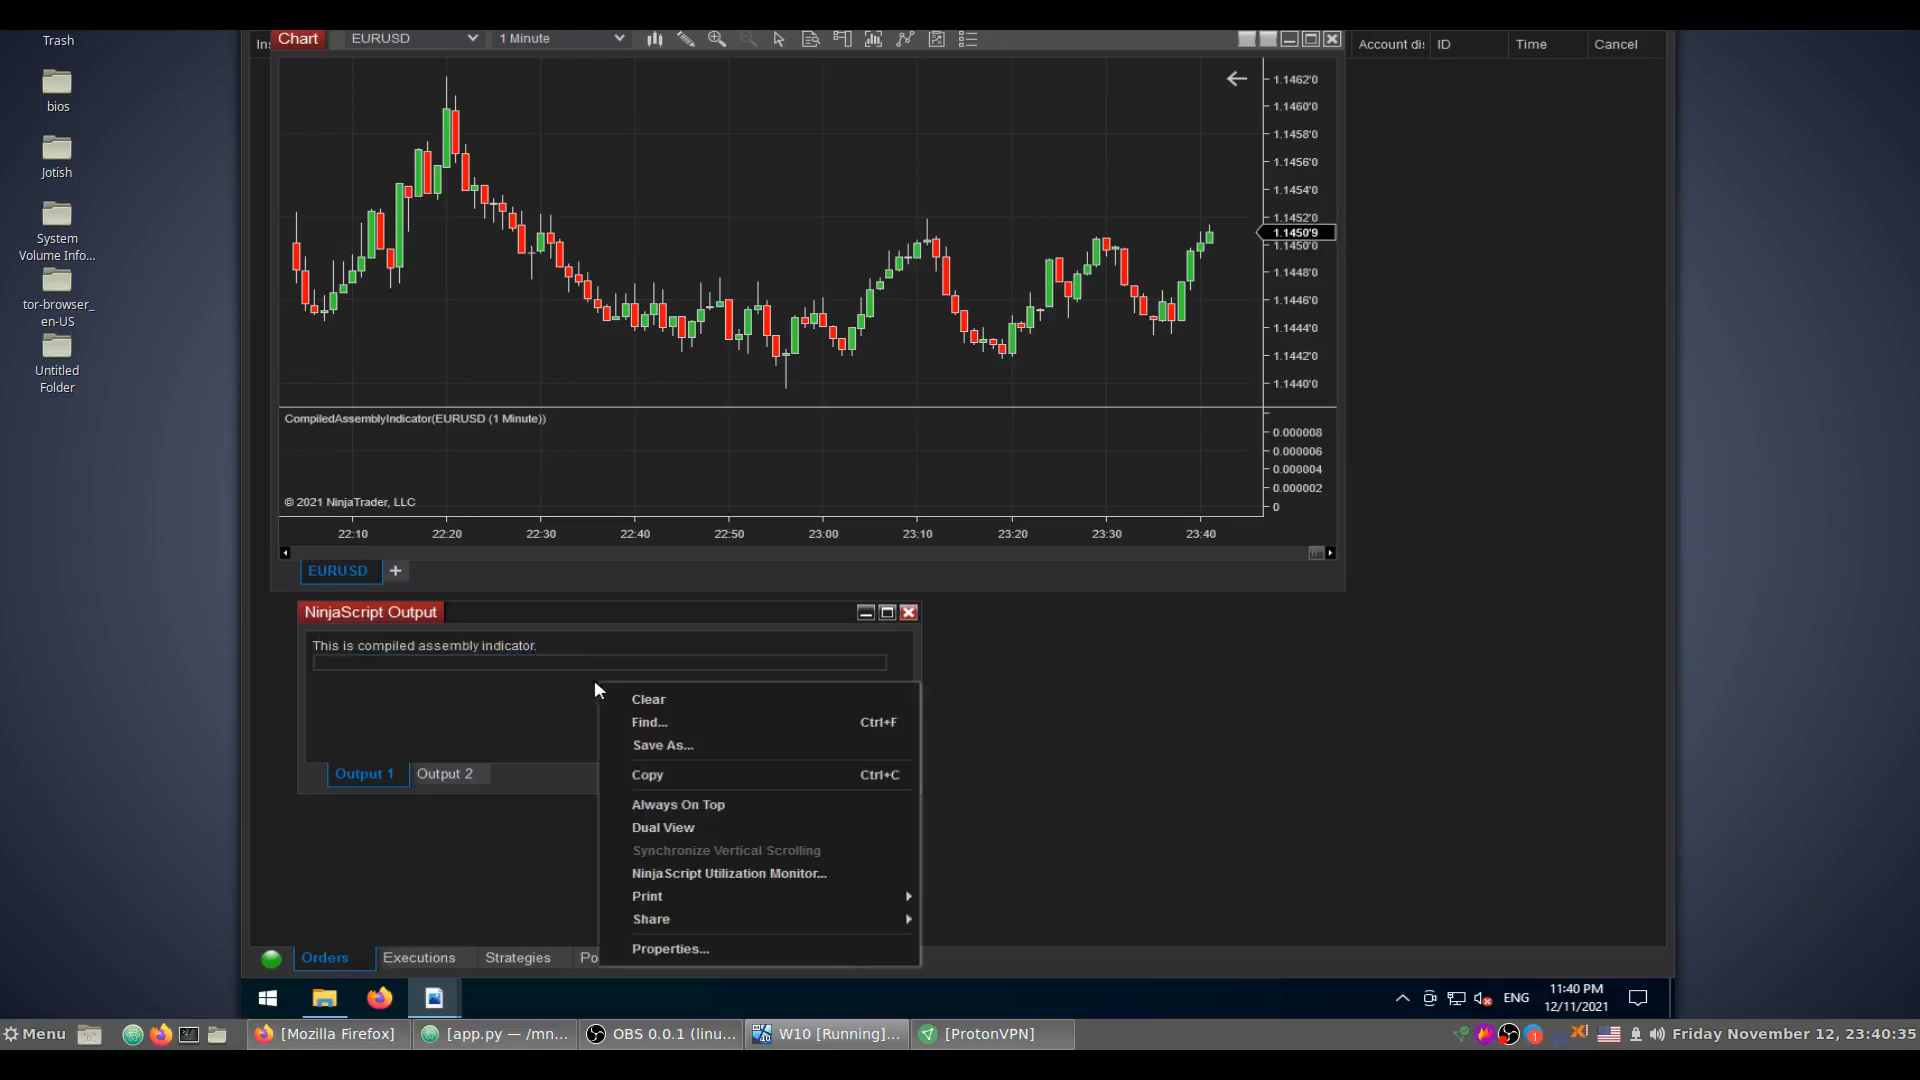 Trash
bios
Jotish
System
Volume Info...
tor-browser_
en-US
Untitled
Folder
Ins
Chart
EURUSD
1 Minute
Account di:
ID
Time
Cancel
1.1462'0
1.1460'0
1.1458'0
1.1456'0
1.1454'0
1.1452'0
1.1450'9
1.1450'0
1.1448'0
1.1446'0
1.1444'0
1.1442'0
1.1440'0
CompiledAssemblyIndicator(EURUSD (1 Minute))
0.000008
0.000006
0.000004
0.000002
0
© 2021 NinjaTrader, LLC
22:10
22:20
22:30
22:40
22:50
23:00
23:10
23:20
23:30
23:40
EURUSD
+
NinjaScript Output
This is compiled assembly indicator.
Output 1
Output 2
Clear
Find... Ctrl+F
Save As...
Copy Ctrl+C
Always On Top
Dual View
Synchronize Vertical Scrolling
NinjaScript Utilization Monitor...
Print
Share
Properties...
Orders
Executions
Strategies
Po
ENG
11:40 PM
12/11/2021
Menu
[Mozilla Firefox]
[app.py — /mn...
OBS 0.0.1 (linu...
W10 [Running]...
[ProtonVPN]
1
Friday November 12, 23:40:35